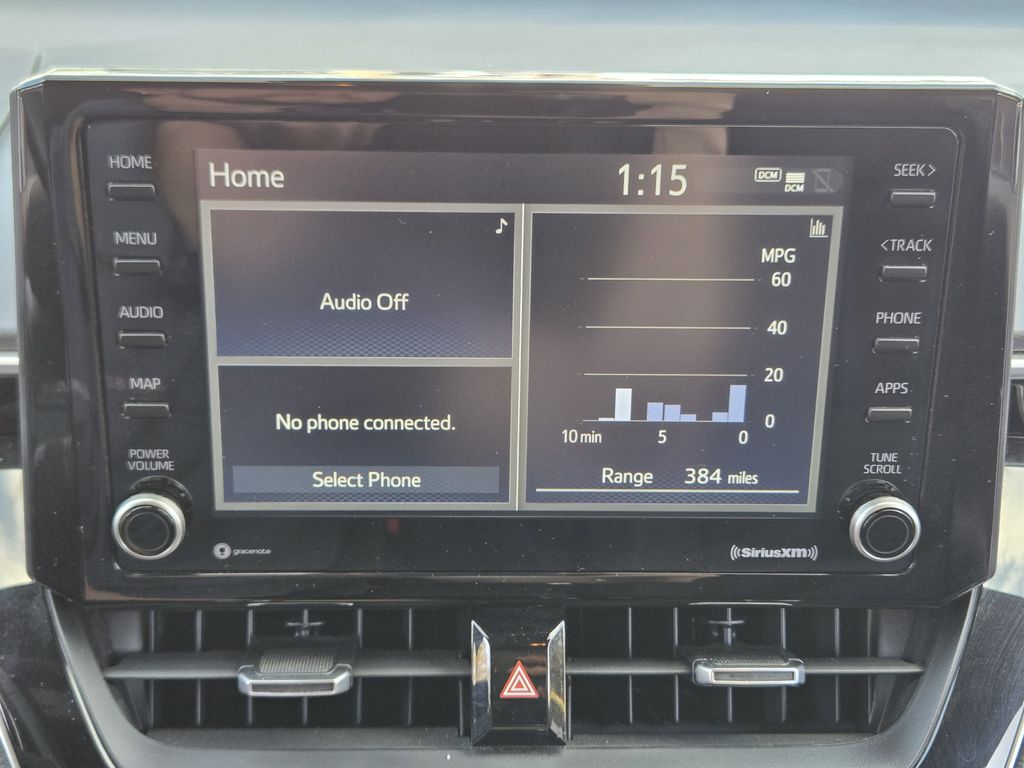 HOME
MENU
AUDIO
MAP
POWER
VOLUME
Home
1:15
DCM
DCM
Audio Off
No phone connected.
Select Phone
MPG
60
40
20
0
10 min 5 0
Range 384 miles
SEEK>
<TRACK
PHONE
APPS
TUNE
SCROLL
gracenote
((SiriusXM))